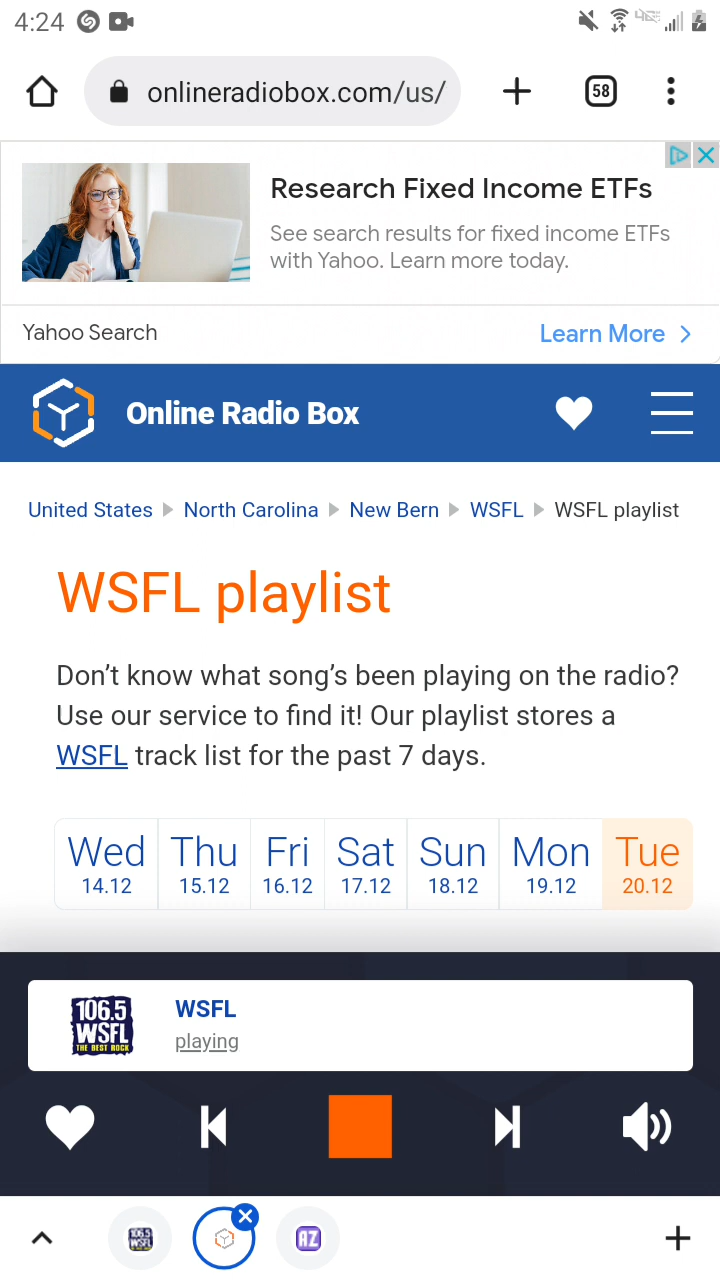 4:24
58
onlineradiobox.com/us/
Research Fixed Income ETFs
See search results for fixed income ETFs
with Yahoo. Learn more today.
Yahoo Search
Learn More
Online Radio Box
United States
North Carolina
New Bern
WSFL
WSFL playlist
WSFL playlist
Don’t know what song’s been playing on the radio?
Use our service to find it! Our playlist stores a
WSFL track list for the past 7 days.
Wed Thu Fri Sat Sun Mon Tue
14.12 15.12 16.12 17.12 18.12 19.12 20.12
106.5
WSFL
THE BEST ROCK
WSFL
playing
106.5
WSFL
AZ